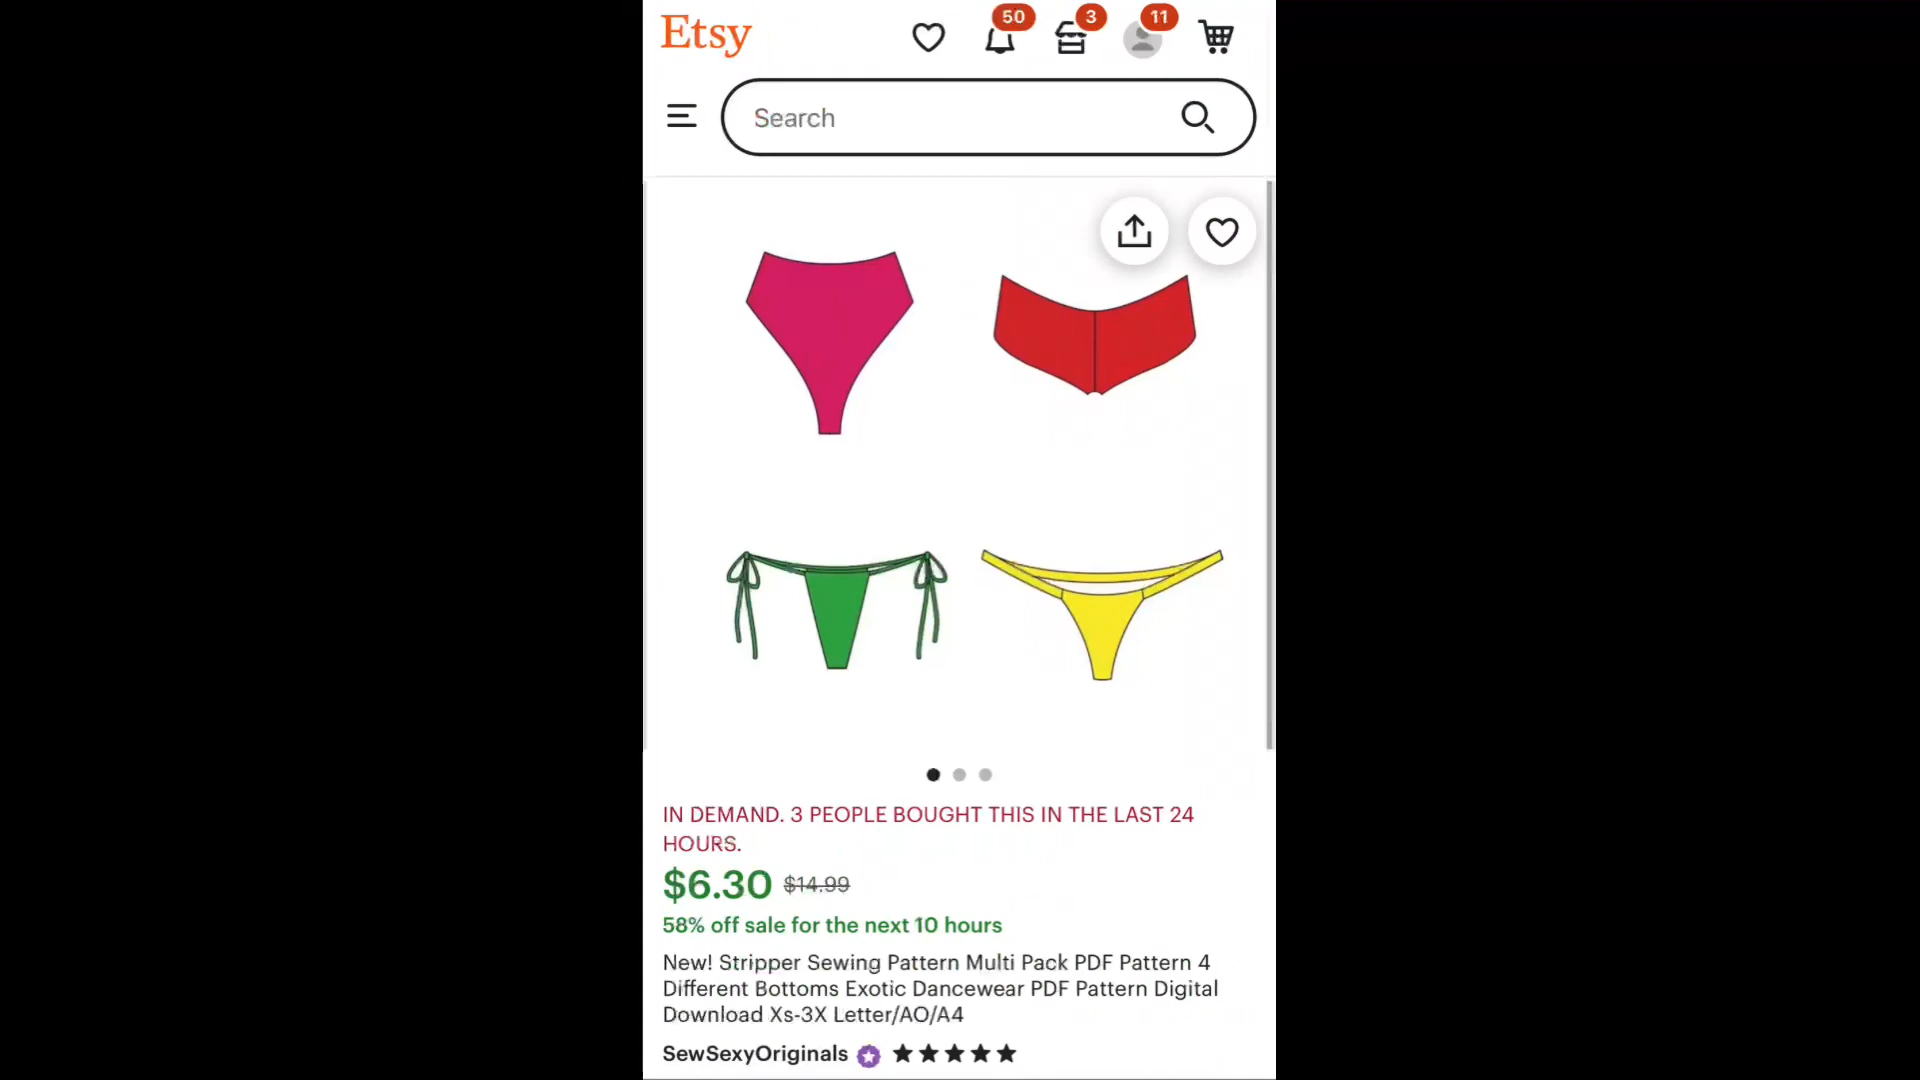 Etsy
50
3
11
Search
IN DEMAND. 3 PEOPLE BOUGHT THIS IN THE LAST 24
HOURS.
$6.30 $14.99
58% off sale for the next 10 hours
New! Stripper Sewing Pattern Multi Pack PDF Pattern 4
Different Bottoms Exotic Dancewear PDF Pattern Digital
Download Xs-3X Letter/AO/A4
SewSexyOriginals